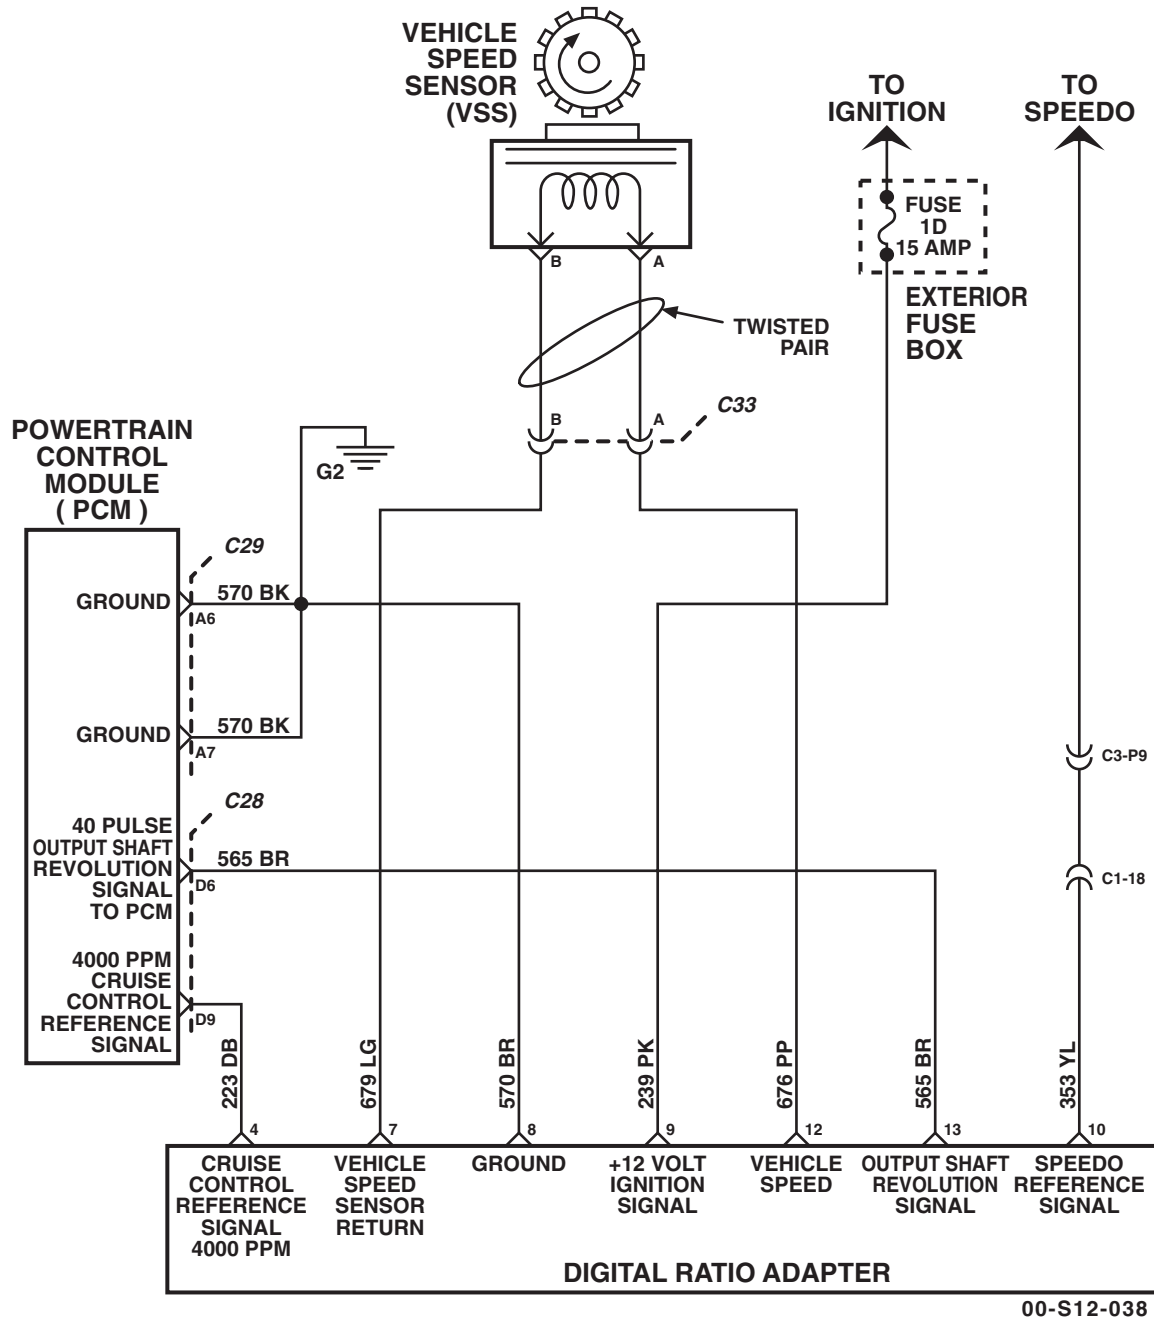 VEHICLE
SPEED
SENSOR
(VSS)
TO
IGNITION
TO
SPEEDO
FUSE
1D
15 AMP
EXTERIOR
FUSE
BOX
B
A
TWISTED
PAIR
B
A
C33
POWERTRAIN
CONTROL
MODULE
( PCM )
G2
C29
GROUND
570 BK
A6
GROUND
570 BK
A7
C28
40 PULSE
OUTPUT SHAFT
REVOLUTION
SIGNAL
TO PCM
565 BR
D6
4000 PPM
CRUISE
CONTROL
REFERENCE
SIGNAL
D9
C3-P9
C1-18
223 DB
679 LG
570 BR
239 PK
676 PP
565 BR
353 YL
4
7
8
9
12
13
10
CRUISE
CONTROL
REFERENCE
SIGNAL
4000 PPM
VEHICLE
SPEED
SENSOR
RETURN
GROUND
+12 VOLT
IGNITION
SIGNAL
VEHICLE
SPEED
OUTPUT SHAFT
REVOLUTION
SIGNAL
SPEEDO
REFERENCE
SIGNAL
DIGITAL RATIO ADAPTER
00-S12-038